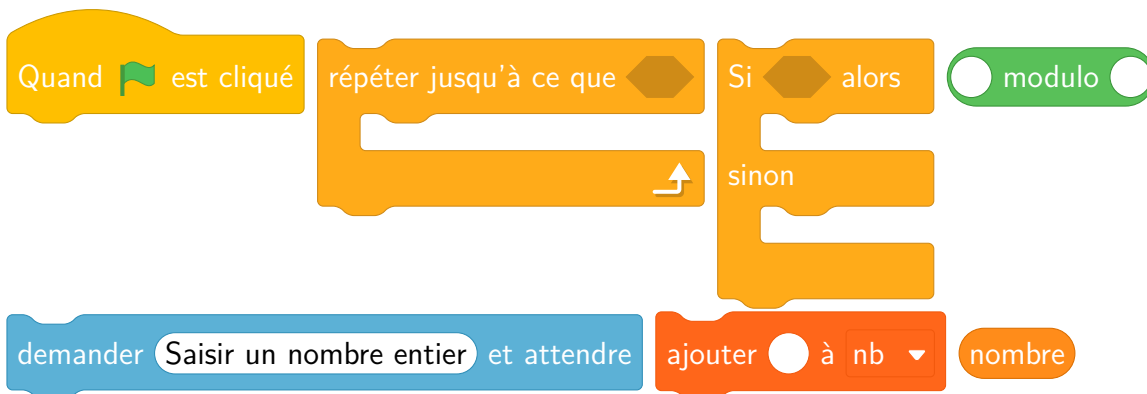 Quand est cliqué répéter jusqu'à ce que Si alors modulo
sinon
demander Saisir un nombre entier et attendre ajouter à nb nombre